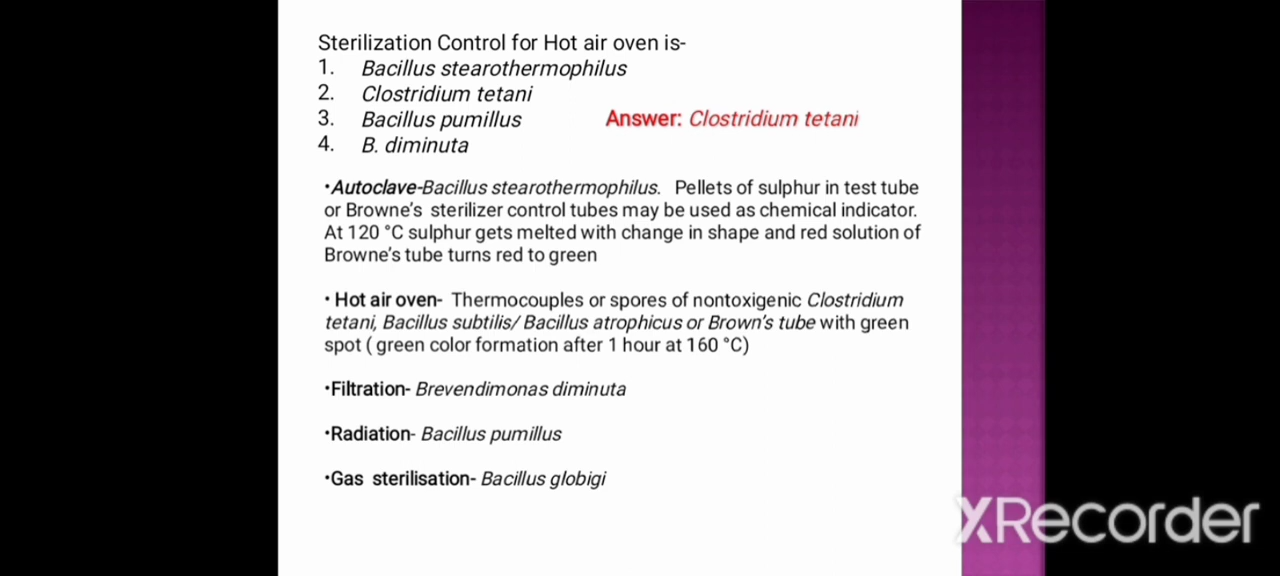 Sterilization Control for Hot air oven is-
1. Bacillus stearothermophilus
2. Clostridium tetani
3. Bacillus pumillus
Answer: Clostridium tetani
4. B. diminuta
•Autoclave-Bacillus stearothermophilus. Pellets of sulphur in test tube
or Browne's sterilizer control tubes may be used as chemical indicator.
At 120 °C sulphur gets melted with change in shape and red solution of
Browne's tube turns red to green
• Hot air oven- Thermocouples or spores of nontoxigenic Clostridium
tetani, Bacillus subtilis/ Bacillus atrophicus or Brown's tube with green
spot ( green color formation after 1 hour at 160 °C)
•Filtration- Brevendimonas diminuta
•Radiation- Bacillus pumillus
•Gas sterilisation- Bacillus globigi
XRecorder